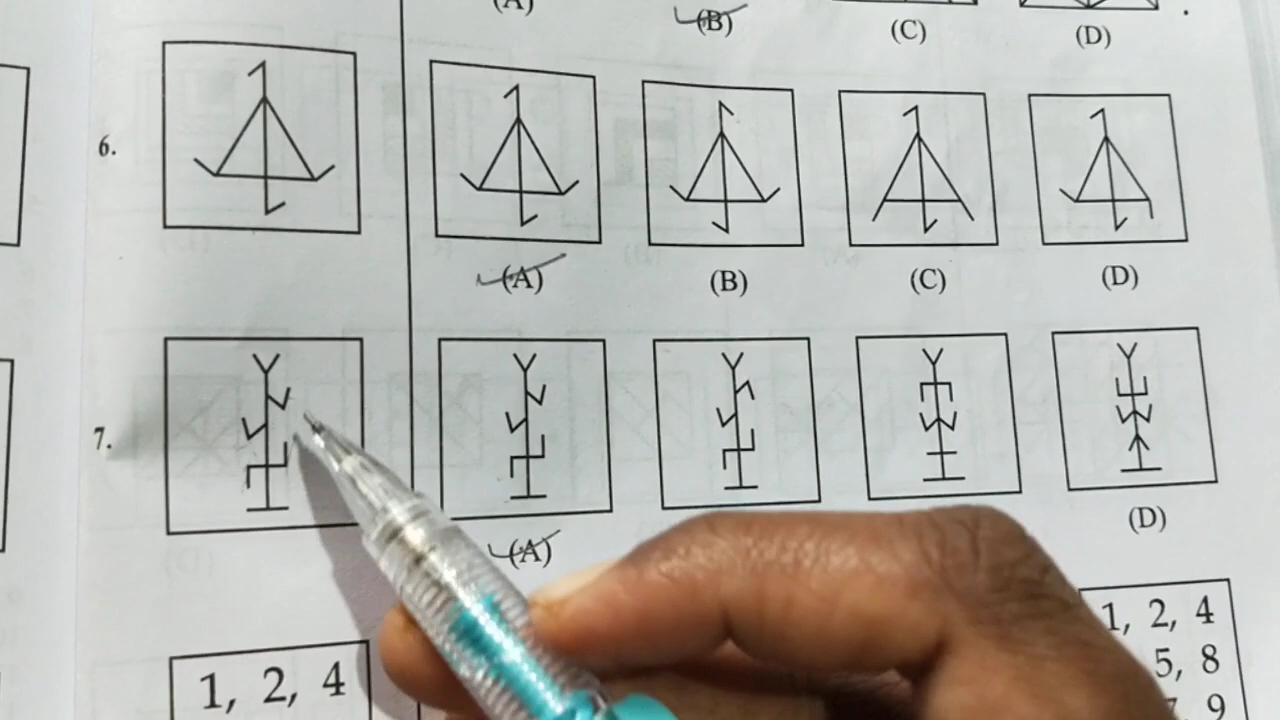 (A) (B) (C) (D)
6.
(A) (B) (C) (D)
7.
(A) (D)
1, 2, 4
1, 2, 4
5, 8
9